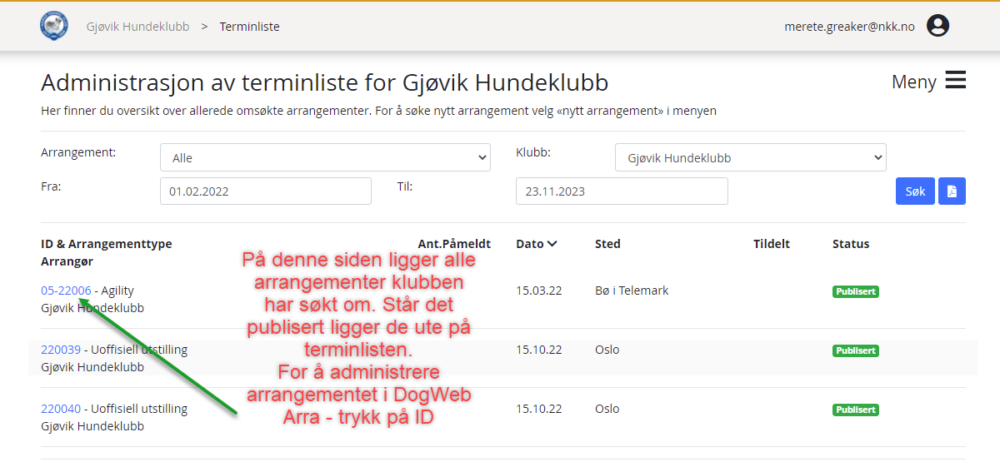 Gjøvik Hundeklubb > Terminliste
merete.greaker@nkk.no
Administrasjon av terminliste for Gjøvik Hundeklubb
Meny
Her finner du oversikt over allerede omsøkte arrangementer. For å søke nytt arrangement velg «nytt arrangement» i menyen
Arrangement: Alle Klubb: Gjøvik Hundeklubb
Fra: 01.02.2022 Til: 23.11.2023 Søk
ID & Arrangementtype Ant.Påmeldt Dato Sted Tildelt Status
Arrangør
05-22006 - Agility 15.03.22 Bø i Telemark Publisert
Gjøvik Hundeklubb
220039 - Uoffisiell utstilling 15.10.22 Oslo Publisert
Gjøvik Hundeklubb
220040 - Uoffisiell utstilling 15.10.22 Oslo Publisert
Gjøvik Hundeklubb
På denne siden ligger alle
arrangementer klubben
har søkt om. Står det
publisert ligger de ute på
terminlisten.
For å administrere
arrangementet i DogWeb
Arra - trykk på ID